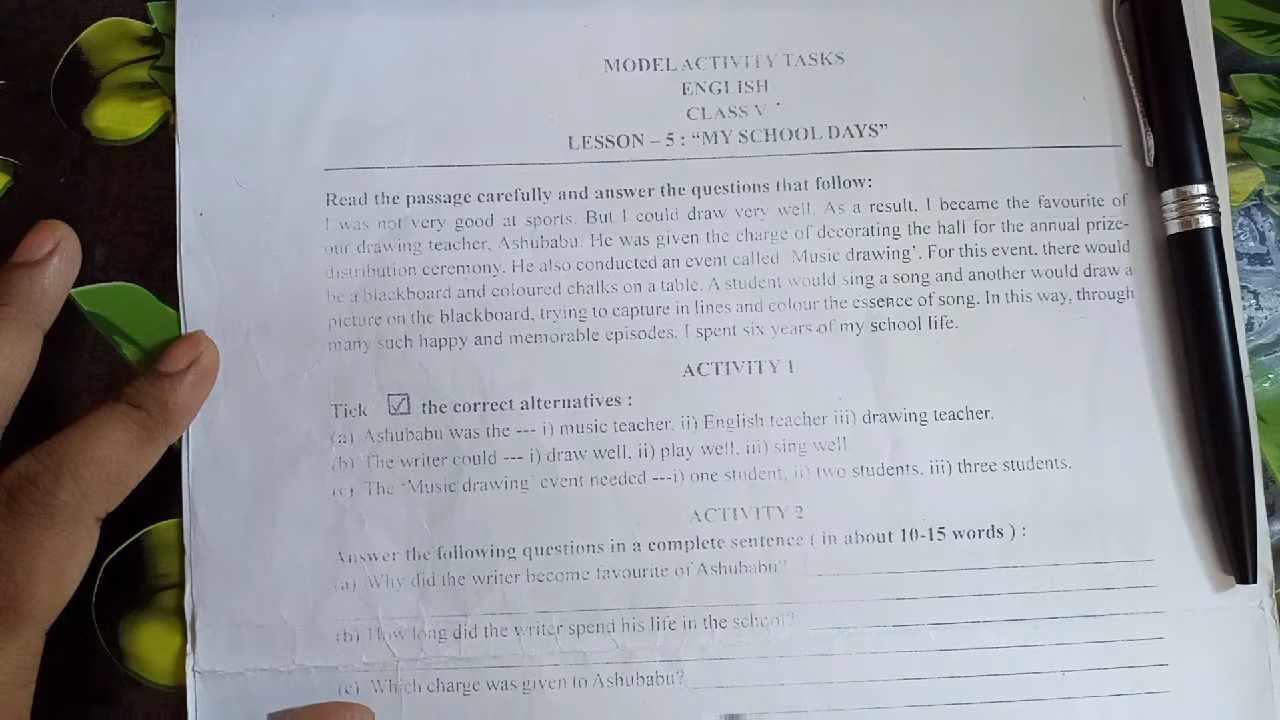 MODEL ACTIVITY TASKS
ENGLISH
CLASS V
LESSON – 5 : “MY SCHOOL DAYS”
Read the passage carefully and answer the questions that follow:
I was not very good at sports. But I could draw very well. As a result, I became the favourite of
our drawing teacher, Ashubabu. He was given the charge of decorating the hall for the annual prize-
distribution ceremony. He also conducted an event called ‘Music drawing’. For this event, there would
be a blackboard and coloured chalks on a table. A student would sing a song and another would draw a
picture on the blackboard, trying to capture in lines and colour the essence of song. In this way, through
many such happy and memorable episodes, I spent six years of my school life.
ACTIVITY 1
Tick ☑ the correct alternatives :
(a) Ashubabu was the --- i) music teacher, ii) English teacher iii) drawing teacher.
(b) The writer could --- i) draw well, ii) play well, iii) sing well.
(c) The ‘Music drawing’ event needed ---i) one student, ii) two students, iii) three students.
ACTIVITY 2
Answer the following questions in a complete sentence ( in about 10-15 words ) :
(a) Why did the writer become favourite of Ashubabu?
(b) How long did the writer spend his life in the school?
(c) Which charge was given to Ashubabu?